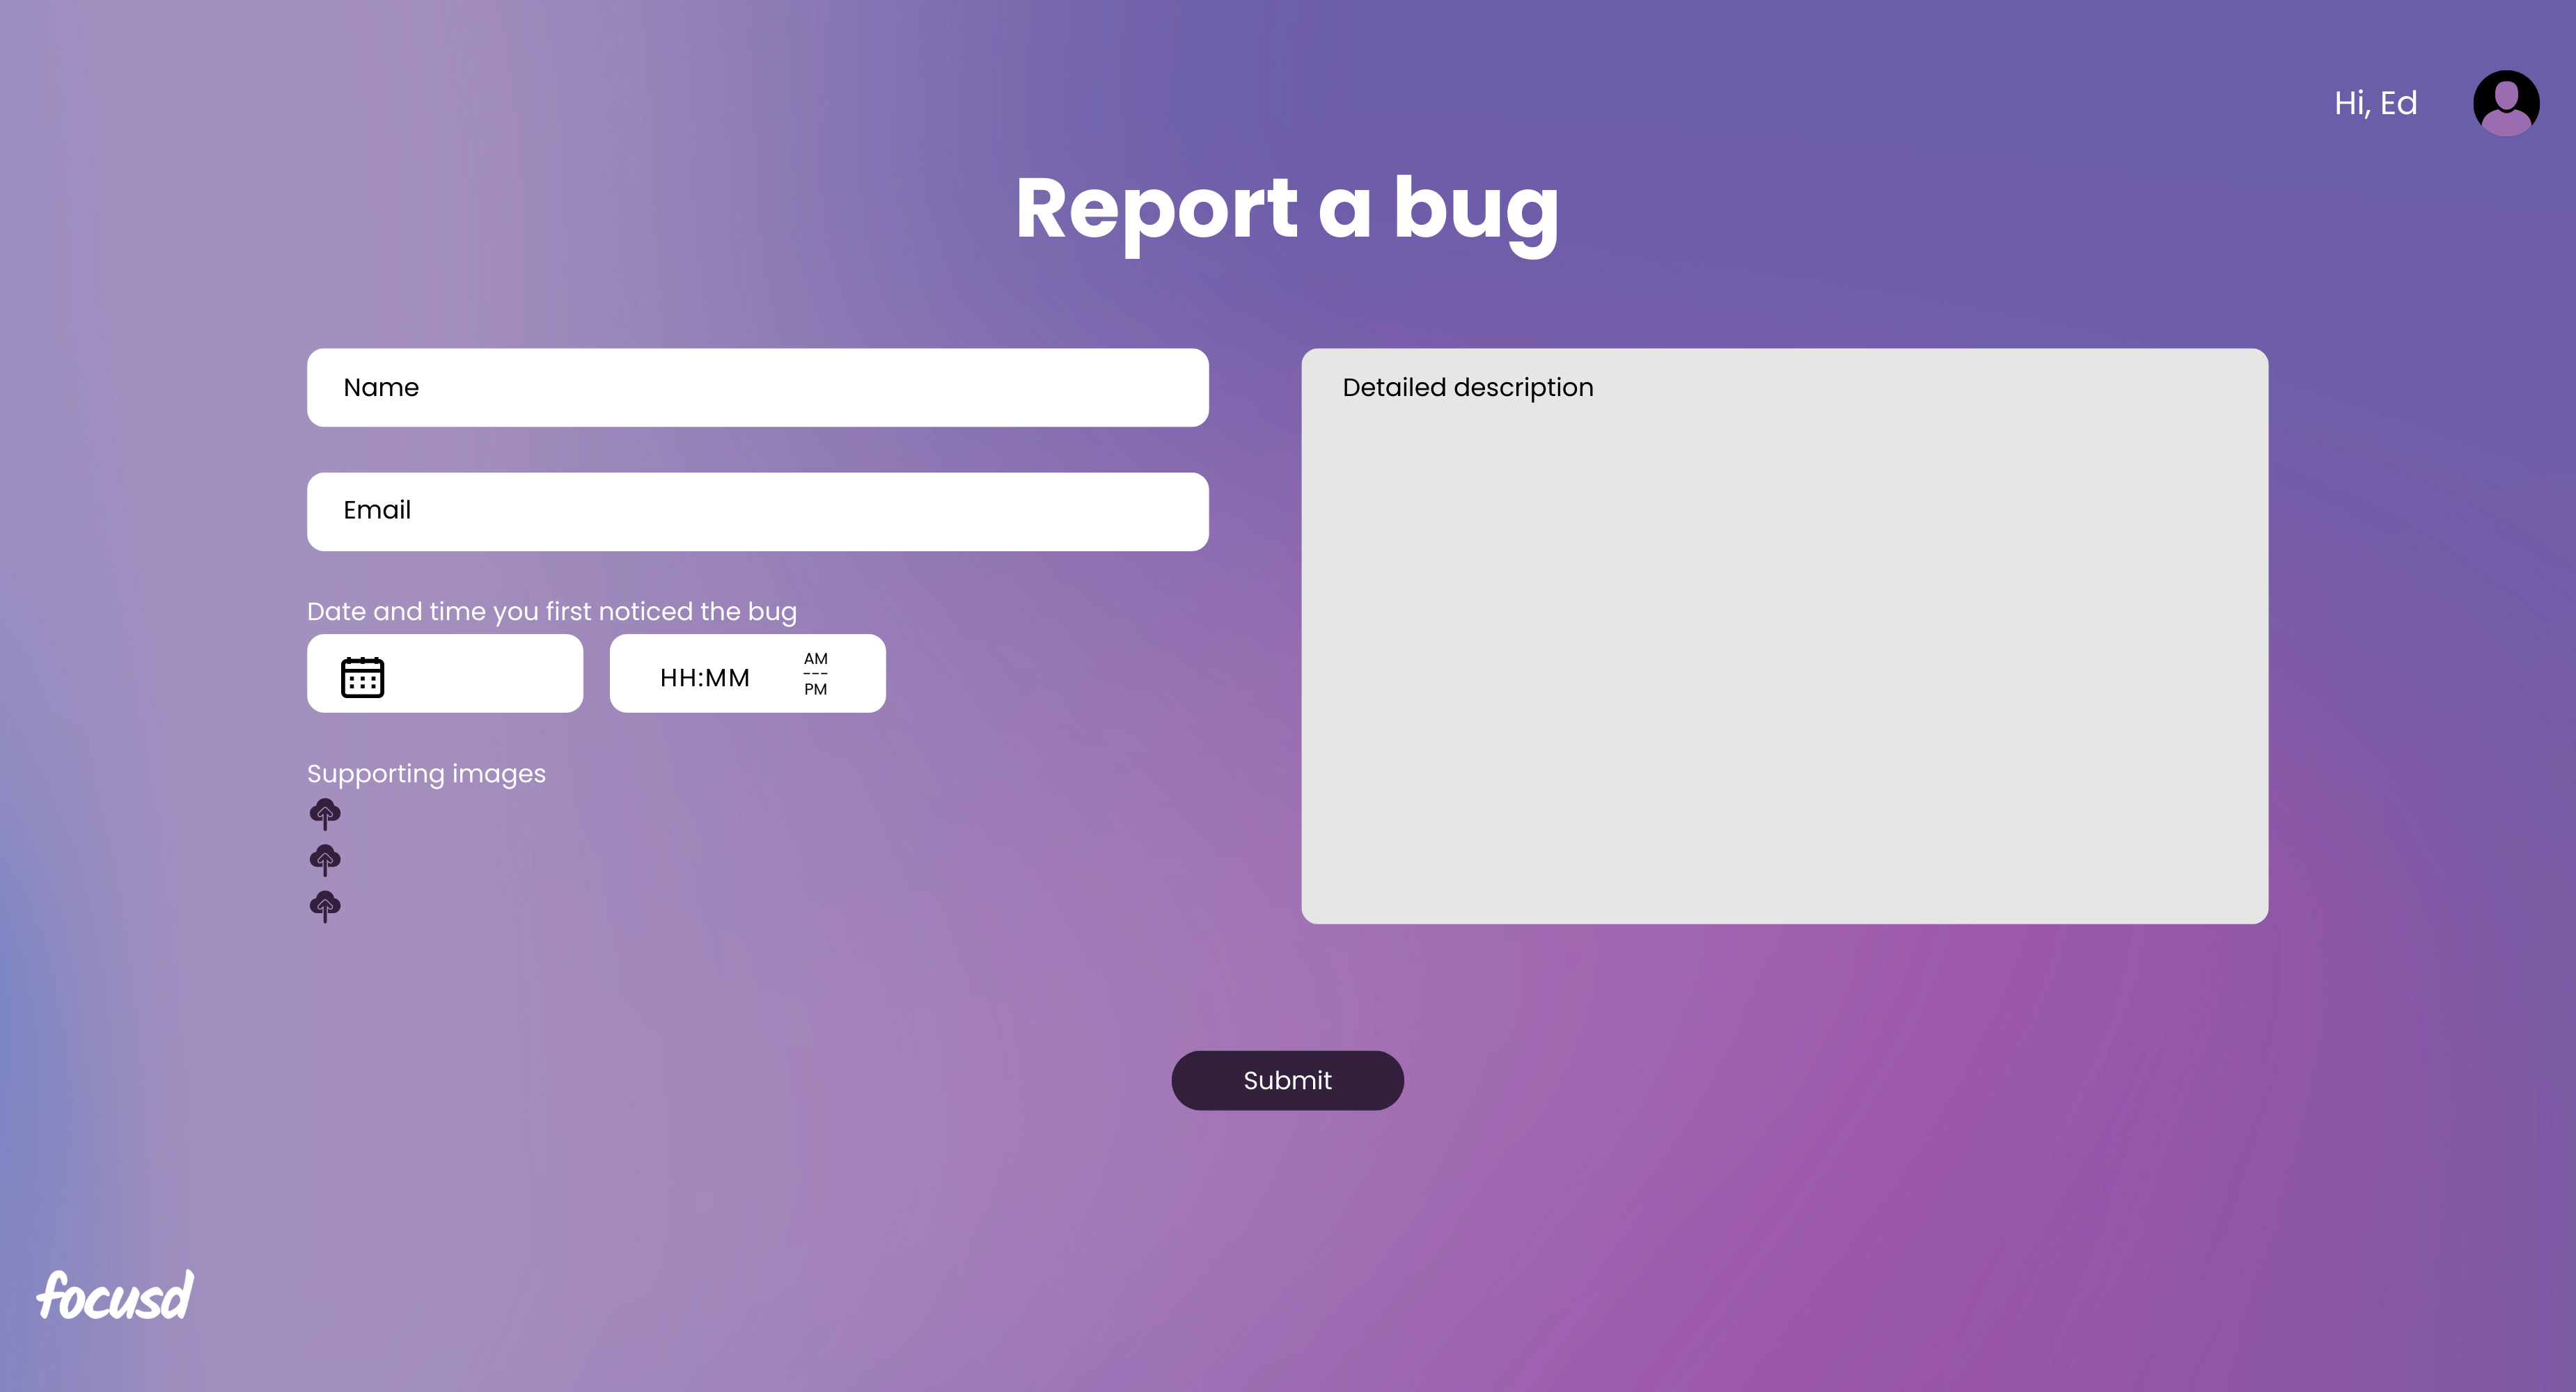 Hi, Ed
Report a bug
Name
Email
Date and time you first noticed the bug
HH:MM
AM
---
PM
Supporting images
Detailed description
Submit
focusd